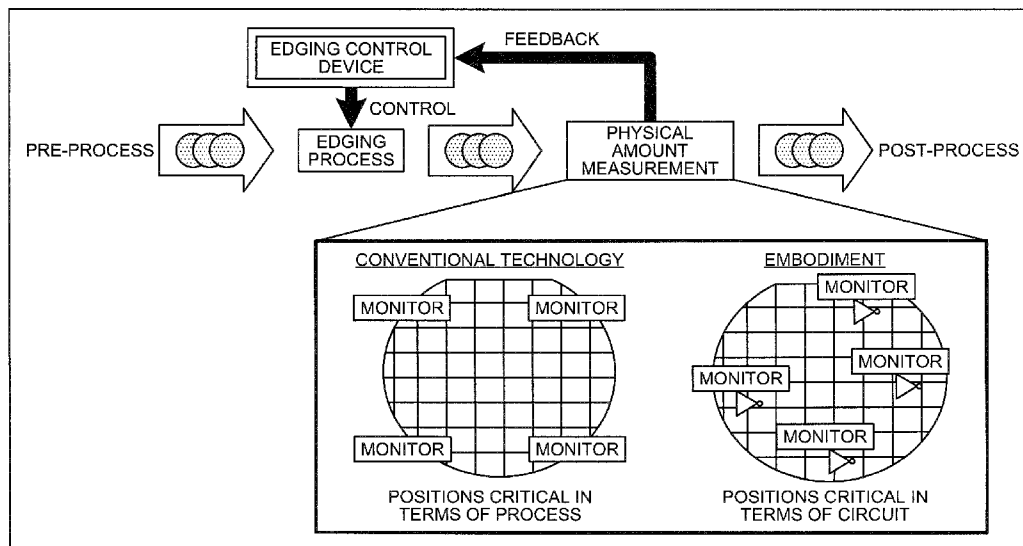 FEEDBACK
EDGING CONTROL
DEVICE
CONTROL
PRE-PROCESS
EDGING
PROCESS
PHYSICAL
AMOUNT
MEASUREMENT
POST-PROCESS
CONVENTIONAL TECHNOLOGY
MONITOR
MONITOR
MONITOR
MONITOR
POSITIONS CRITICAL IN
TERMS OF PROCESS
EMBODIMENT
MONITOR
MONITOR
MONITOR
MONITOR
POSITIONS CRITICAL IN
TERMS OF CIRCUIT